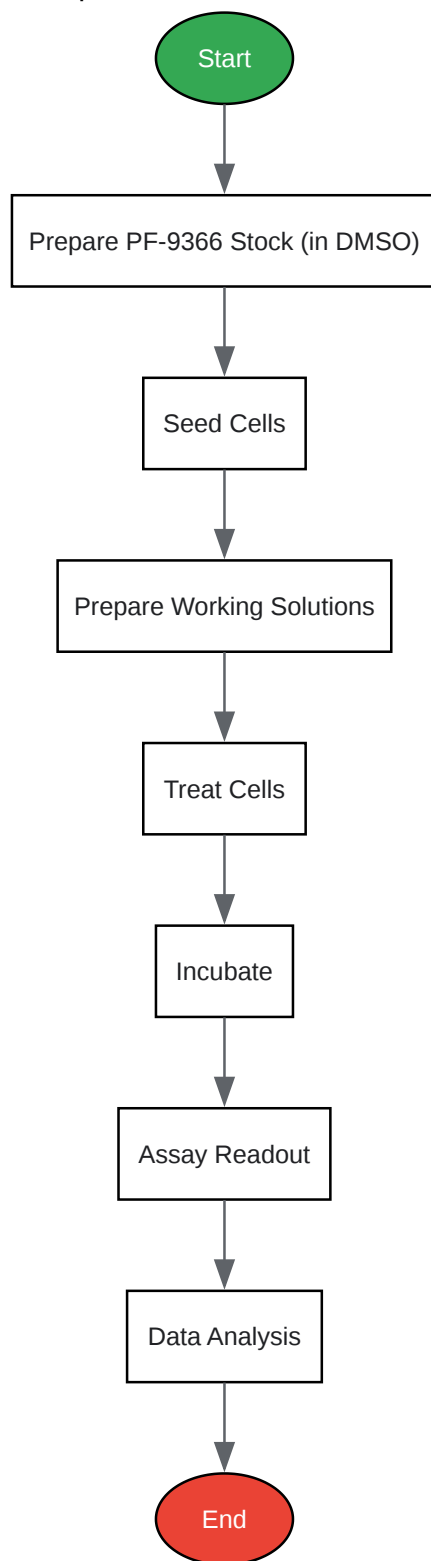 Start
Prepare PF-9366 Stock (in DMSO)
Seed Cells
Prepare Working Solutions
Treat Cells
Incubate
Assay Readout
Data Analysis
End